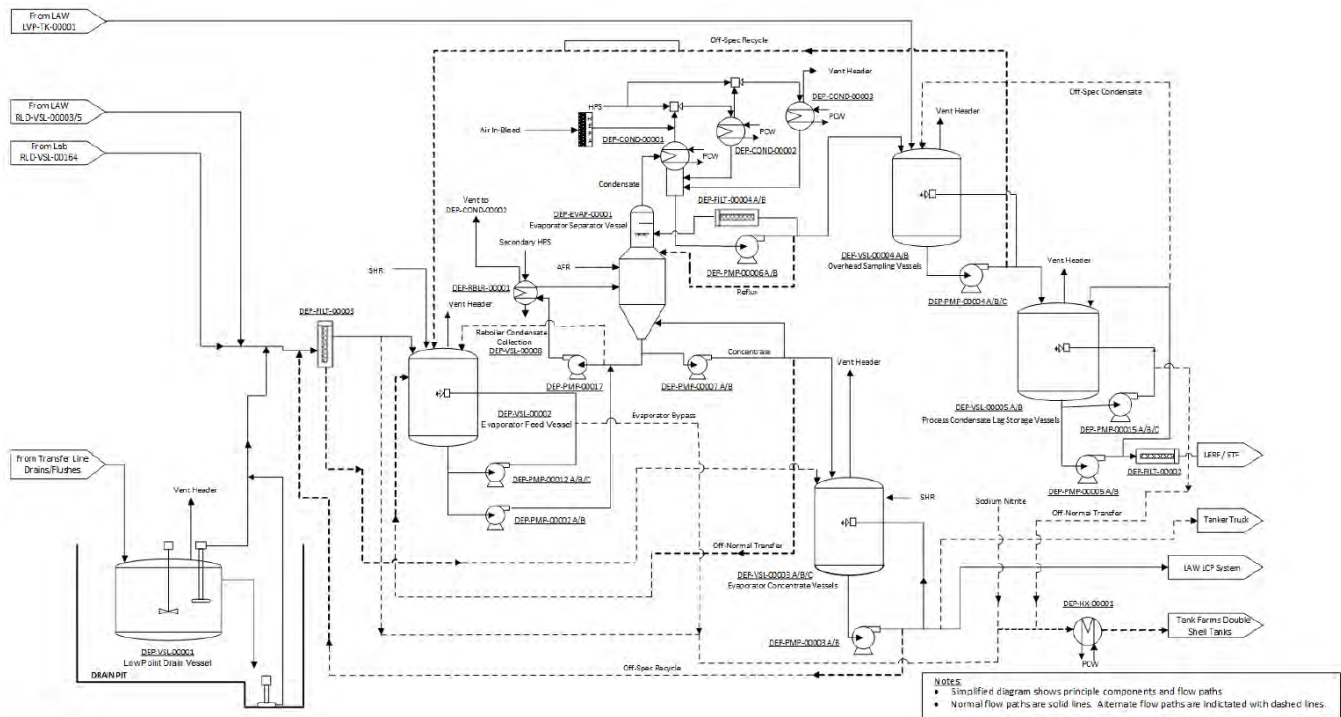 From LAW
LVP-TK-00001
Off-Spec Recycle
Vent Header
DEP-COND-00003
Off-Spec Condensate
From LAW
RLD-VSL-00003/5
HPS
PCW
Vent Header
Air In-Bleed
HEPA
DEP-COND-00001
PCW
DEP-COND-00002
From Lab
RLD-VSL-00164
PCW
Condensate
Vent to
DEP-COND-00002
DEP-EVAP-00001
Evaporator Separator Vessel
DEP-FILT-00004 A/B
Secondary HPS
DEP-VSL-00004 A/B
Overhead Sampling Vessels
Vent Header
SHR
AFR
DEP-PMP-00006 A/B
DEP-RBLR-00001
Reflux
DEP-PMP-00004 A/B/C
DEP-FILT-00003
Vent Header
Reboiler Condensate
Collection
DEP-VSL-00008
Concentrate
Vent Header
DEP-PMP-00017
DEP-PMP-00007 A/B
DEP-VSL-00002
Evaporator Feed Vessel
Evaporator Bypass
DEP-VSL-00005 A/B
Process Condensate Lag Storage Vessels
DEP-PMP-00015 A/B/C
From Transfer Line
Drains/Flushes
LERF / ETF
DEP-FILT-00002
Vent Header
DEP-PMP-00012 A/B/C
DEP-PMP-00005 A/B
SHR
Sodium Nitrite
Off-Normal Transfer
DEP-PMP-00002 A/B
Tanker Truck
Off-Normal Transfer
DEP-VSL-00003 A/B/C
Evaporator Concentrate Vessels
LAW LCP System
DEP-HX-00001
DEP-PMP-00003 A/B
Tank Farms Double
Shell Tanks
DEP-VSL-00001
Low Point Drain Vessel
PCW
DRAIN PIT
Off-Spec Recycle
Notes:
• Simplified diagram shows principle components and flow paths
• Normal flow paths are solid lines. Alternate flow paths are indictated with dashed lines.